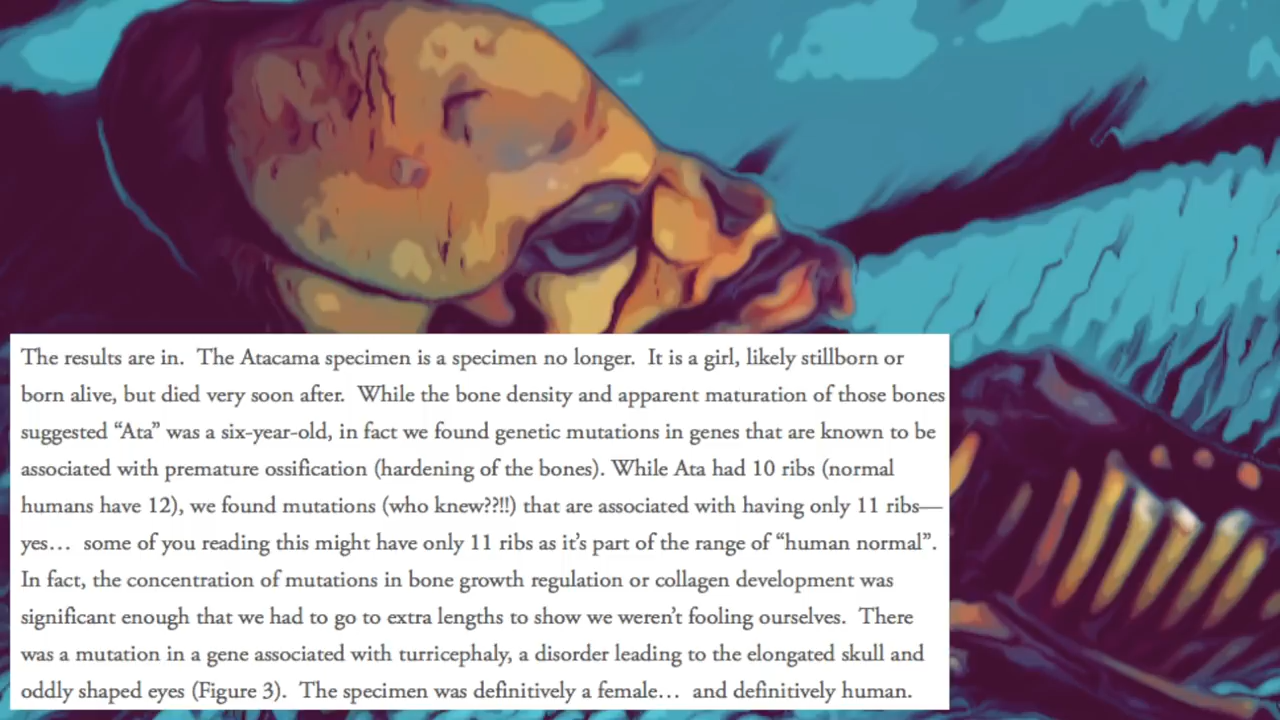 The results are in.  The Atacama specimen is a specimen no longer.  It is a girl, likely stillborn or
born alive, but died very soon after.  While the bone density and apparent maturation of those bones
suggested “Ata” was a six-year-old, in fact we found genetic mutations in genes that are known to be
associated with premature ossification (hardening of the bones). While Ata had 10 ribs (normal
humans have 12), we found mutations (who knew??!!) that are associated with having only 11 ribs—
yes…  some of you reading this might have only 11 ribs as it’s part of the range of “human normal”.
In fact, the concentration of mutations in bone growth regulation or collagen development was
significant enough that we had to go to extra lengths to show we weren’t fooling ourselves.  There
was a mutation in a gene associated with turricephaly, a disorder leading to the elongated skull and
oddly shaped eyes (Figure 3).  The specimen was definitively a female…  and definitively human.